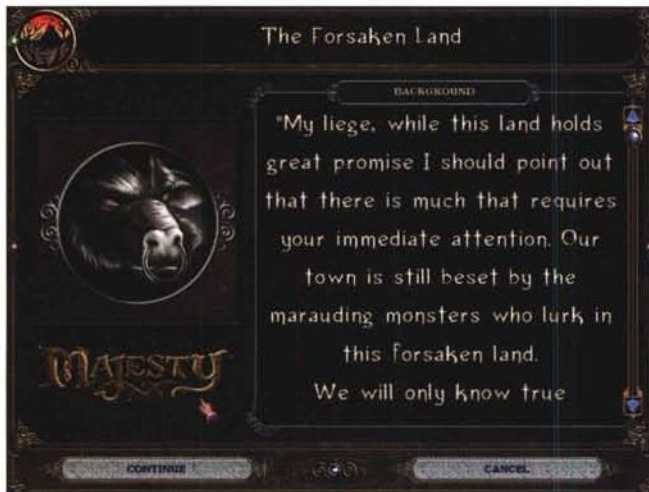 The Forsaken Land
BACKGROUND
"My liege, while this land holds
great promise I should point out
that there is much that requires
your immediate attention. Our
town is still beset by the
marauding monsters who lurk in
this forsaken land.
We will only know true
MAJESTY
CONTINUE
CANCEL